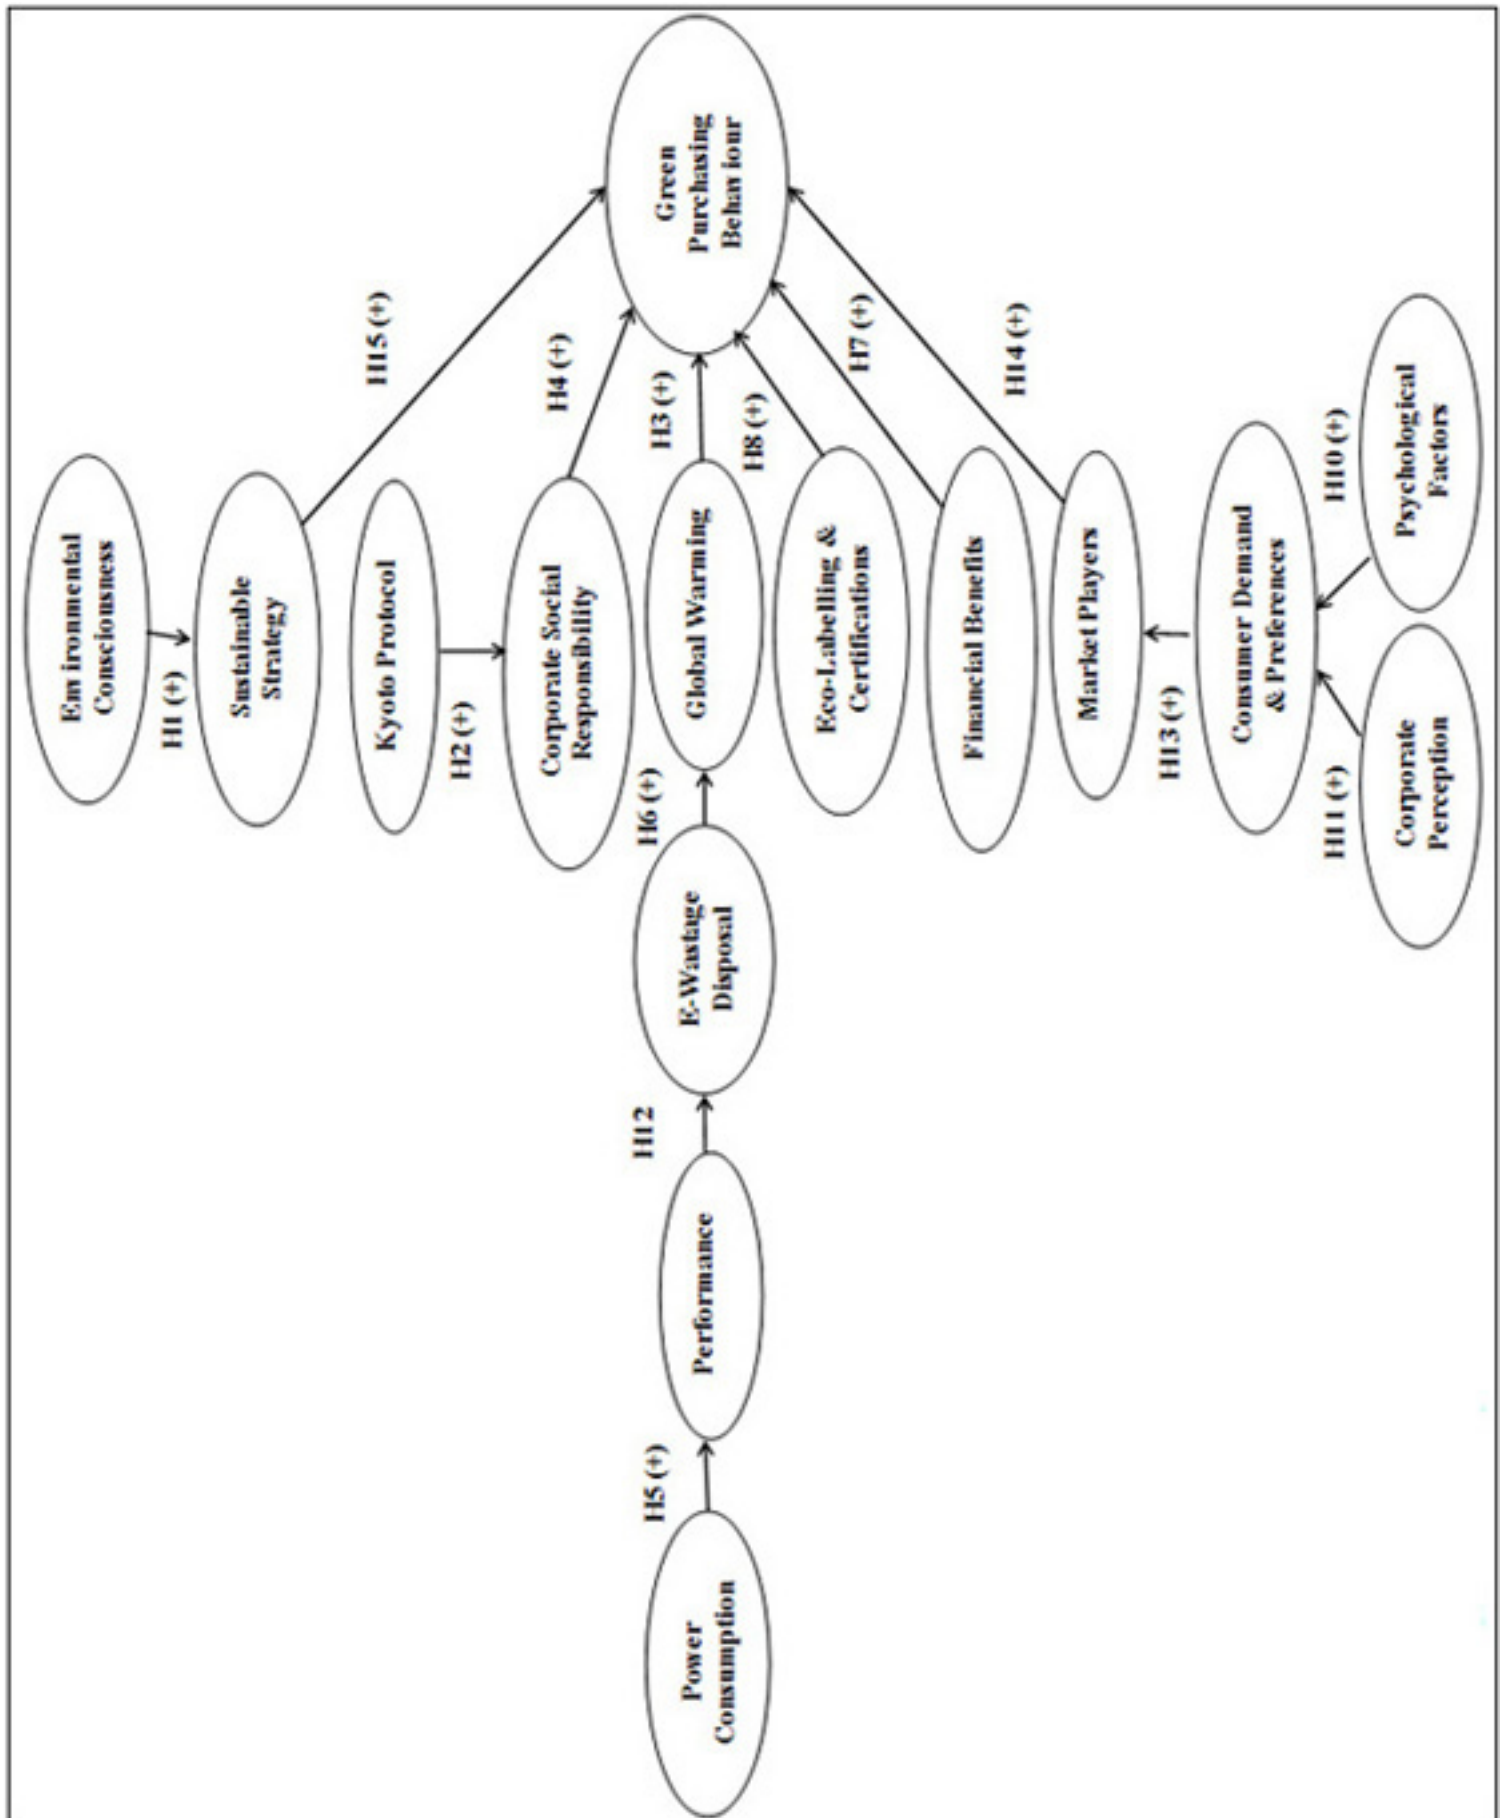 Environmental
Consciousness
H1 (+)
Sustainable
Strategy
H15 (+)
Kyoto Protocol
H2 (+)
Corporate Social
Responsibility
H4 (+)
Green
Purchasing
Behaviour
Power
Consumption
H5 (+)
Performance
H12
E-Wastage
Disposal
H6 (+)
Global Warming
H3 (+)
Eco-Labelling &
Certifications
H8 (+)
Financial Benefits
H7 (+)
Market Players
H14 (+)
H13 (+)
Consumer Demand
& Preferences
H11 (+)
H10 (+)
Corporate
Perception
Psychological
Factors